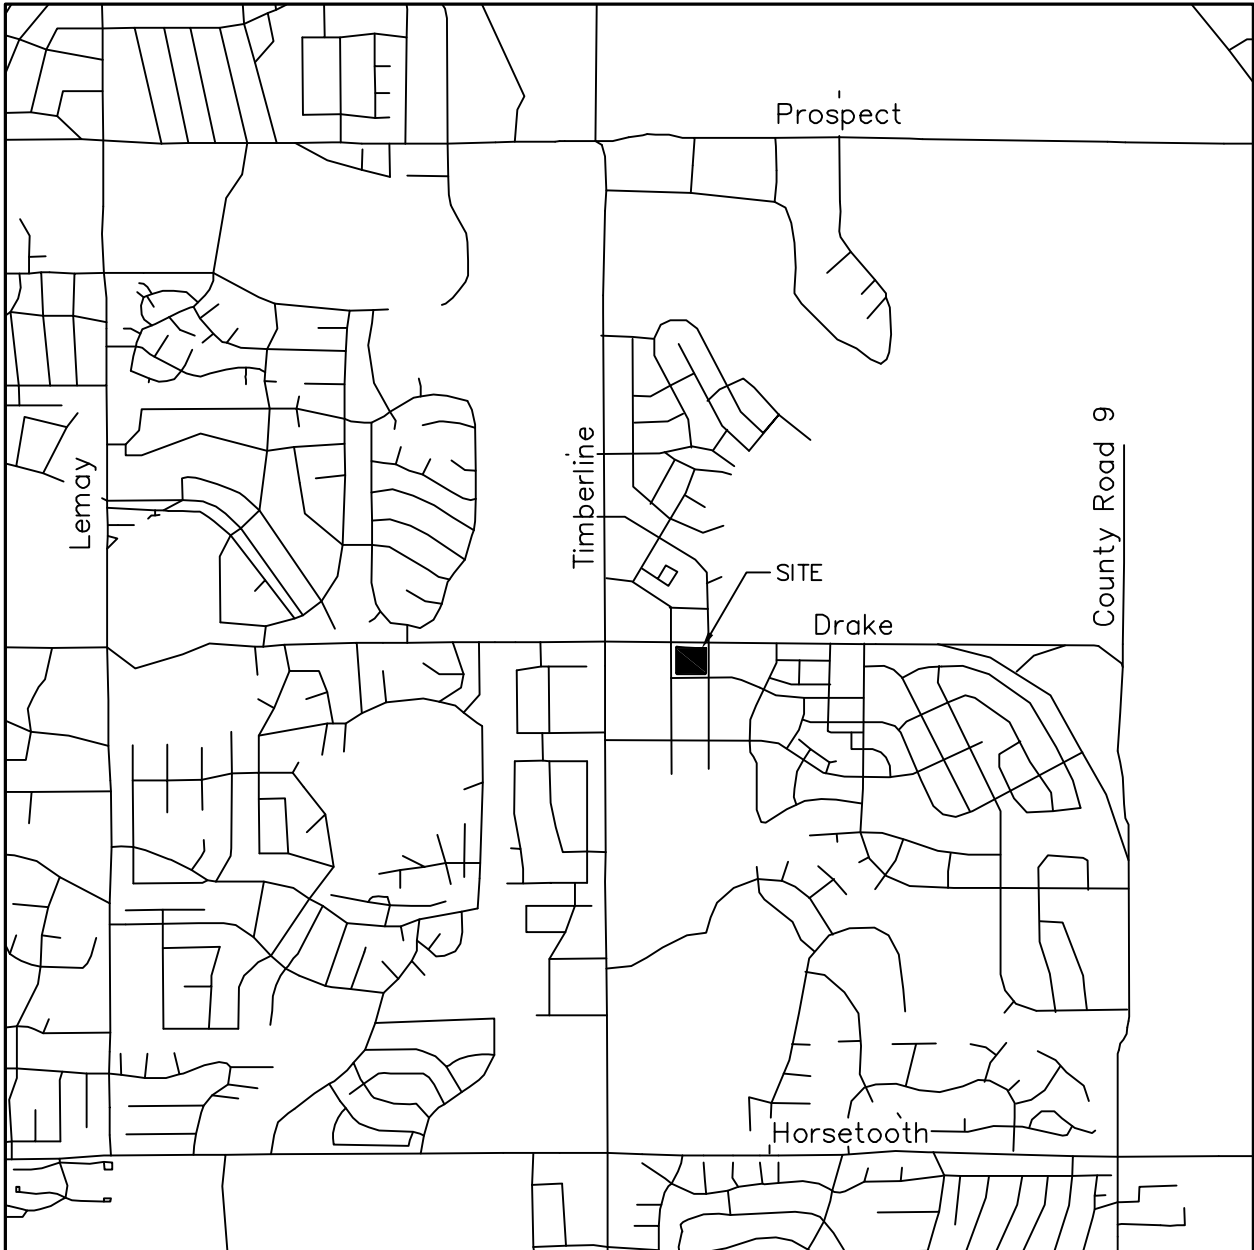 Prospect
County Road 9
Timberline
Lemay
SITE
Drake
Horsetooth